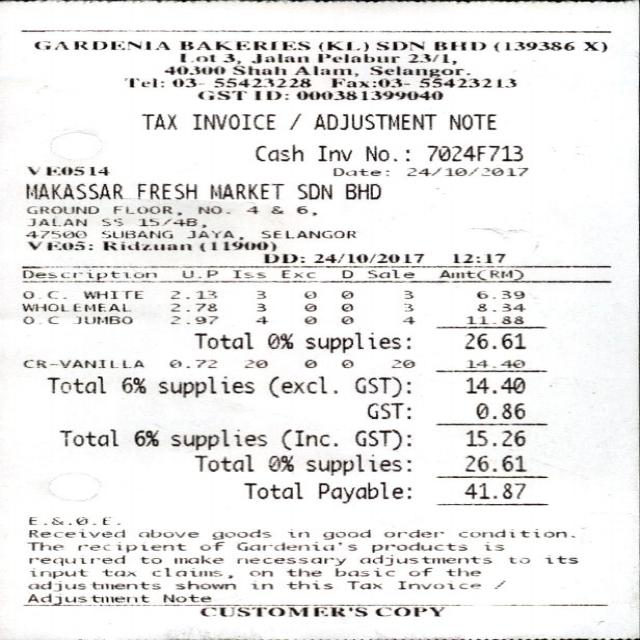 GARDENIA BAKERIES (KL) SDN BHD (139386 X)
Lot 3, Jalan Pelabur 23/1,
40300 Shah Alam, Selangor.
Tel: 03- 55423228 Fax:03- 55423213
GST ID: 000381399040
TAX INVOICE / ADJUSTMENT NOTE
Cash Inv No.: 7024F713
VE0514 Date: 24/10/2017
MAKASSAR FRESH MARKET SDN BHD
GROUND FLOOR, NO. 4 & 6,
JALAN SS 15/4B,
47500 SUBANG JAYA, SELANGOR
VE05: Ridzuan (11900)
DD: 24/10/2017 12:17
Description U.P Iss Exc D Sale Amt(RM)
O.C. WHITE 2.13 3 0 0 3 6.39
WHOLEMEAL 2.78 3 0 0 3 8.34
O.C JUMBO 2.97 4 0 0 4 11.88
Total 0% supplies: 26.61
CR-VANILLA 0.72 20 0 0 20 14.40
Total 6% supplies (excl. GST): 14.40
GST: 0.86
Total 6% supplies (Inc. GST): 15.26
Total 0% supplies: 26.61
Total Payable: 41.87
E.&.O.E.
Received above goods in good order condition.
The recipient of Gardenia's products is
required to make necessary adjustments to its
input tax claims, on the basic of the
adjustments shown in this Tax Invoice /
Adjustment Note
CUSTOMER'S COPY